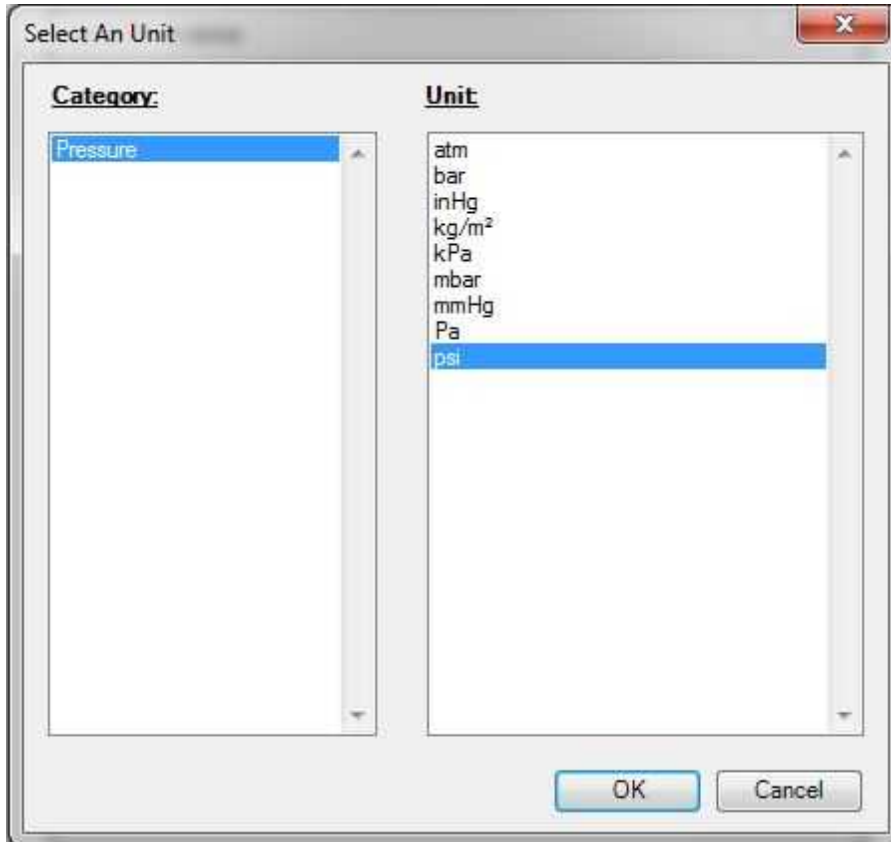 Select An Unit
Category:
Unit:
Pressure
atm
bar
inHg
kg/m²
kPa
mbar
mmHg
Pa
psi
OK
Cancel